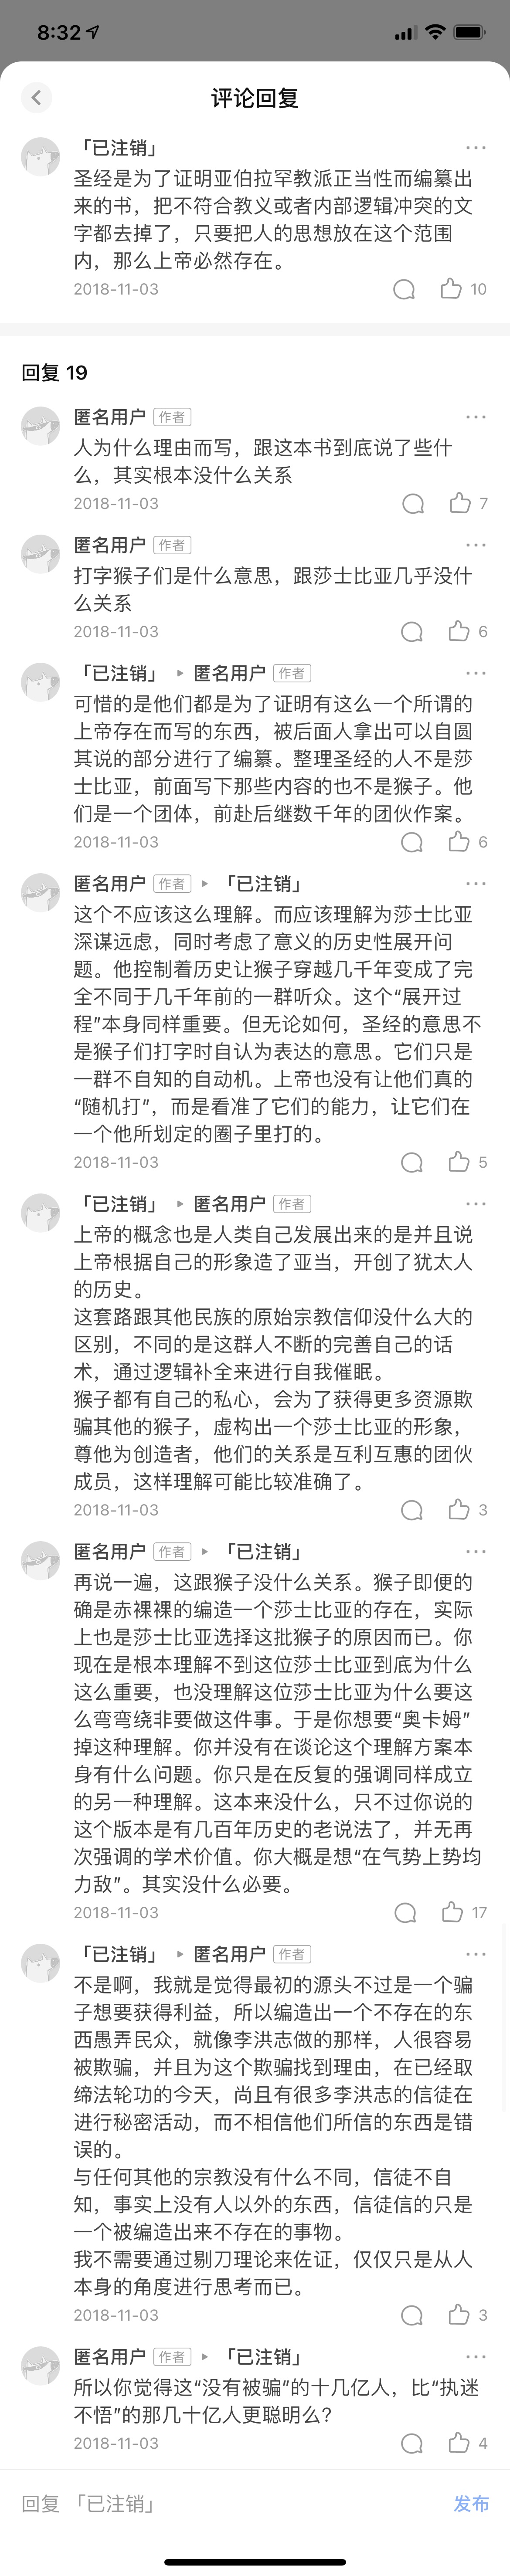 8:32
评论回复
「已注销」
圣经是为了证明亚伯拉罕教派正当性而编纂出
来的书，把不符合教义或者内部逻辑冲突的文
字都去掉了，只要把人的思想放在这个范围
内，那么上帝必然存在。
2018-11-03 10
回复 19
匿名用户 作者
人为什么理由而写，跟这本书到底说了些什
么，其实根本没什么关系
2018-11-03 7
匿名用户 作者
打字猴子们是什么意思，跟莎士比亚几乎没什
么关系
2018-11-03 6
「已注销」 ▸ 匿名用户 作者
可惜的是他们都是为了证明有这么一个所谓的
上帝存在而写的东西，被后面人拿出可以自圆
其说的部分进行了编纂。整理圣经的人不是莎
士比亚，前面写下那些内容的也不是猴子。他
们是一个团体，前赴后继数千年的团伙作案。
2018-11-03 6
匿名用户 作者 ▸ 「已注销」
这个不应该这么理解。而应该理解为莎士比亚
深谋远虑，同时考虑了意义的历史性展开问
题。他控制着历史让猴子穿越几千年变成了完
全不同于几千年前的一群听众。这个“展开过
程”本身同样重要。但无论如何，圣经的意思不
是猴子们打字时自认为表达的意思。它们只是
一群不自知的自动机。上帝也没有让他们真的
“随机打”，而是看准了它们的能力，让它们在
一个他所划定的圈子里打的。
2018-11-03 5
「已注销」 ▸ 匿名用户 作者
上帝的概念也是人类自己发展出来的是并且说
上帝根据自己的形象造了亚当，开创了犹太人
的历史。
这套路跟其他民族的原始宗教信仰没什么大的
区别，不同的是这群人不断的完善自己的话
术，通过逻辑补全来进行自我催眠。
猴子都有自己的私心，会为了获得更多资源欺
骗其他的猴子，虚构出一个莎士比亚的形象，
尊他为创造者，他们的关系是互利互惠的团伙
成员，这样理解可能比较准确了。
2018-11-03 3
匿名用户 作者 ▸ 「已注销」
再说一遍，这跟猴子没什么关系。猴子即便的
确是赤裸裸的编造一个莎士比亚的存在，实际
上也是莎士比亚选择这批猴子的原因而已。你
现在是根本理解不到这位莎士比亚到底为什么
这么重要，也没理解这位莎士比亚为什么要这
么弯弯绕非要做这件事。于是你想要“奥卡姆”
掉这种理解。你并没有在谈论这个理解方案本
身有什么问题。你只是在反复的强调同样成立
的另一种理解。这本来没什么，只不过你说的
这个版本是有几百年历史的老说法了，并无再
次强调的学术价值。你大概是想“在气势上势均
力敌”。其实没什么必要。
2018-11-03 17
「已注销」 ▸ 匿名用户 作者
不是啊，我就是觉得最初的源头不过是一个骗
子想要获得利益，所以编造出一个不存在的东
西愚弄民众，就像李洪志做的那样，人很容易
被欺骗，并且为这个欺骗找到理由，在已经取
缔法轮功的今天，尚且有很多李洪志的信徒在
进行秘密活动，而不相信他们所信的东西是错
误的。
与任何其他的宗教没有什么不同，信徒不自
知，事实上没有人以外的东西，信徒信的只是
一个被编造出来不存在的事物。
我不需要通过剔刀理论来佐证，仅仅只是从人
本身的角度进行思考而已。
2018-11-03 3
匿名用户 作者 ▸ 「已注销」
所以你觉得这“没有被骗”的十几亿人，比“执迷
不悟”的那几十亿人更聪明么？
2018-11-03 4
回复 「已注销」 发布